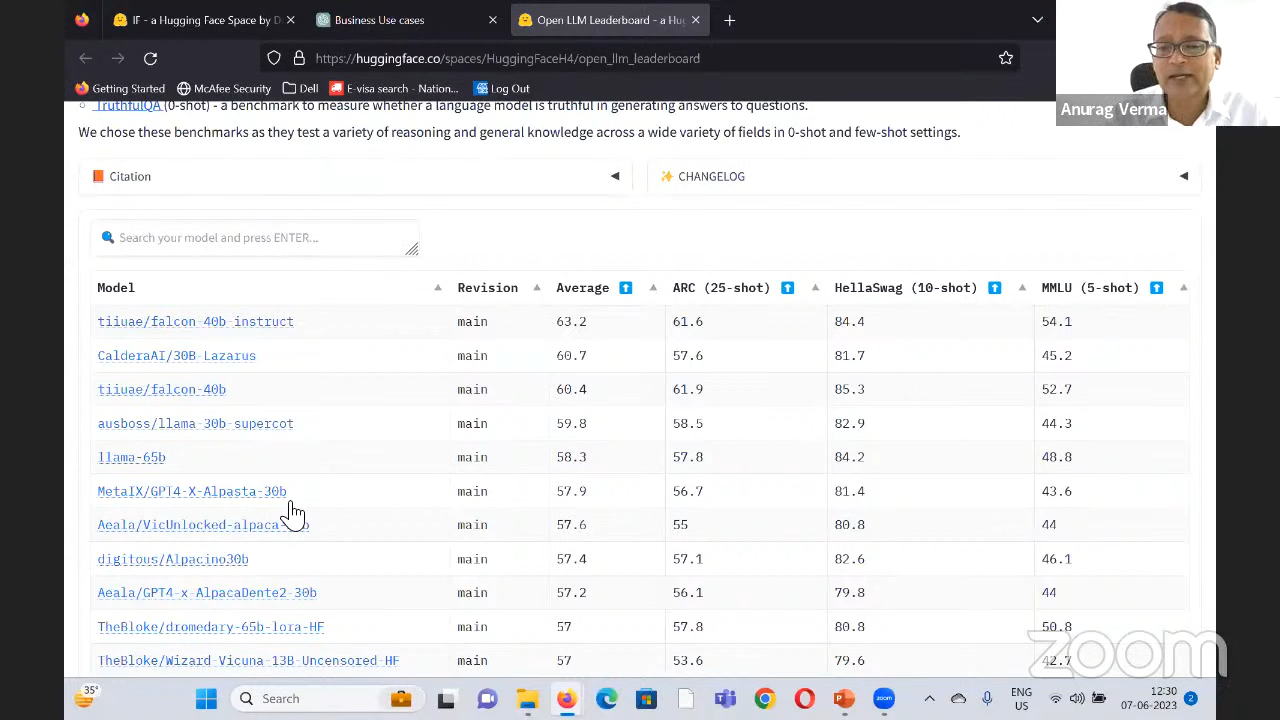 IF - a Hugging Face Space by D
Business Use cases
Open LLM Leaderboard - a Hug
https://huggingface.co/spaces/HuggingFaceH4/open_llm_leaderboard
Getting Started
McAfee Security
Dell
E-visa search - Nation...
Log Out
Anurag Verma
TruthfulQA (0-shot) - a benchmark to measure whether a language model is truthful in generating answers to questions.
We chose these benchmarks as they test a variety of reasoning and general knowledge across a wide variety of fields in 0-shot and few-shot settings.
Citation
CHANGELOG
Search your model and press ENTER...
Model Revision Average ARC (25-shot) HellaSwag (10-shot) MMLU (5-shot)
tiiuae/falcon-40b-instruct main 63.2 61.6 84.4 54.1
CalderaAI/30B-Lazarus main 60.7 57.6 81.7 45.2
tiiuae/falcon-40b main 60.4 61.9 85.3 52.7
ausboss/llama-30b-supercot main 59.8 58.5 82.9 44.3
llama-65b main 58.3 57.8 84.2 48.8
MetaIX/GPT4-X-Alpasta-30b main 57.9 56.7 81.4 43.6
Aeala/VicUnlocked-alpaca- b main 57.6 55 80.8 44
digitous/Alpacino30b main 57.4 57.1 82.6 46.1
Aeala/GPT4-x-AlpacaDente2-30b main 57.2 56.1 79.8 44
TheBloke/dromedary-65b-lora-HF main 57 57.8 80.8 50.8
TheBloke/Wizard-Vicuna-13B-Uncensored-HF main 57 53.6 79.6 42.7
zoom
35°
Search
zoom
ENG
US
12:30
07-06-2023
2